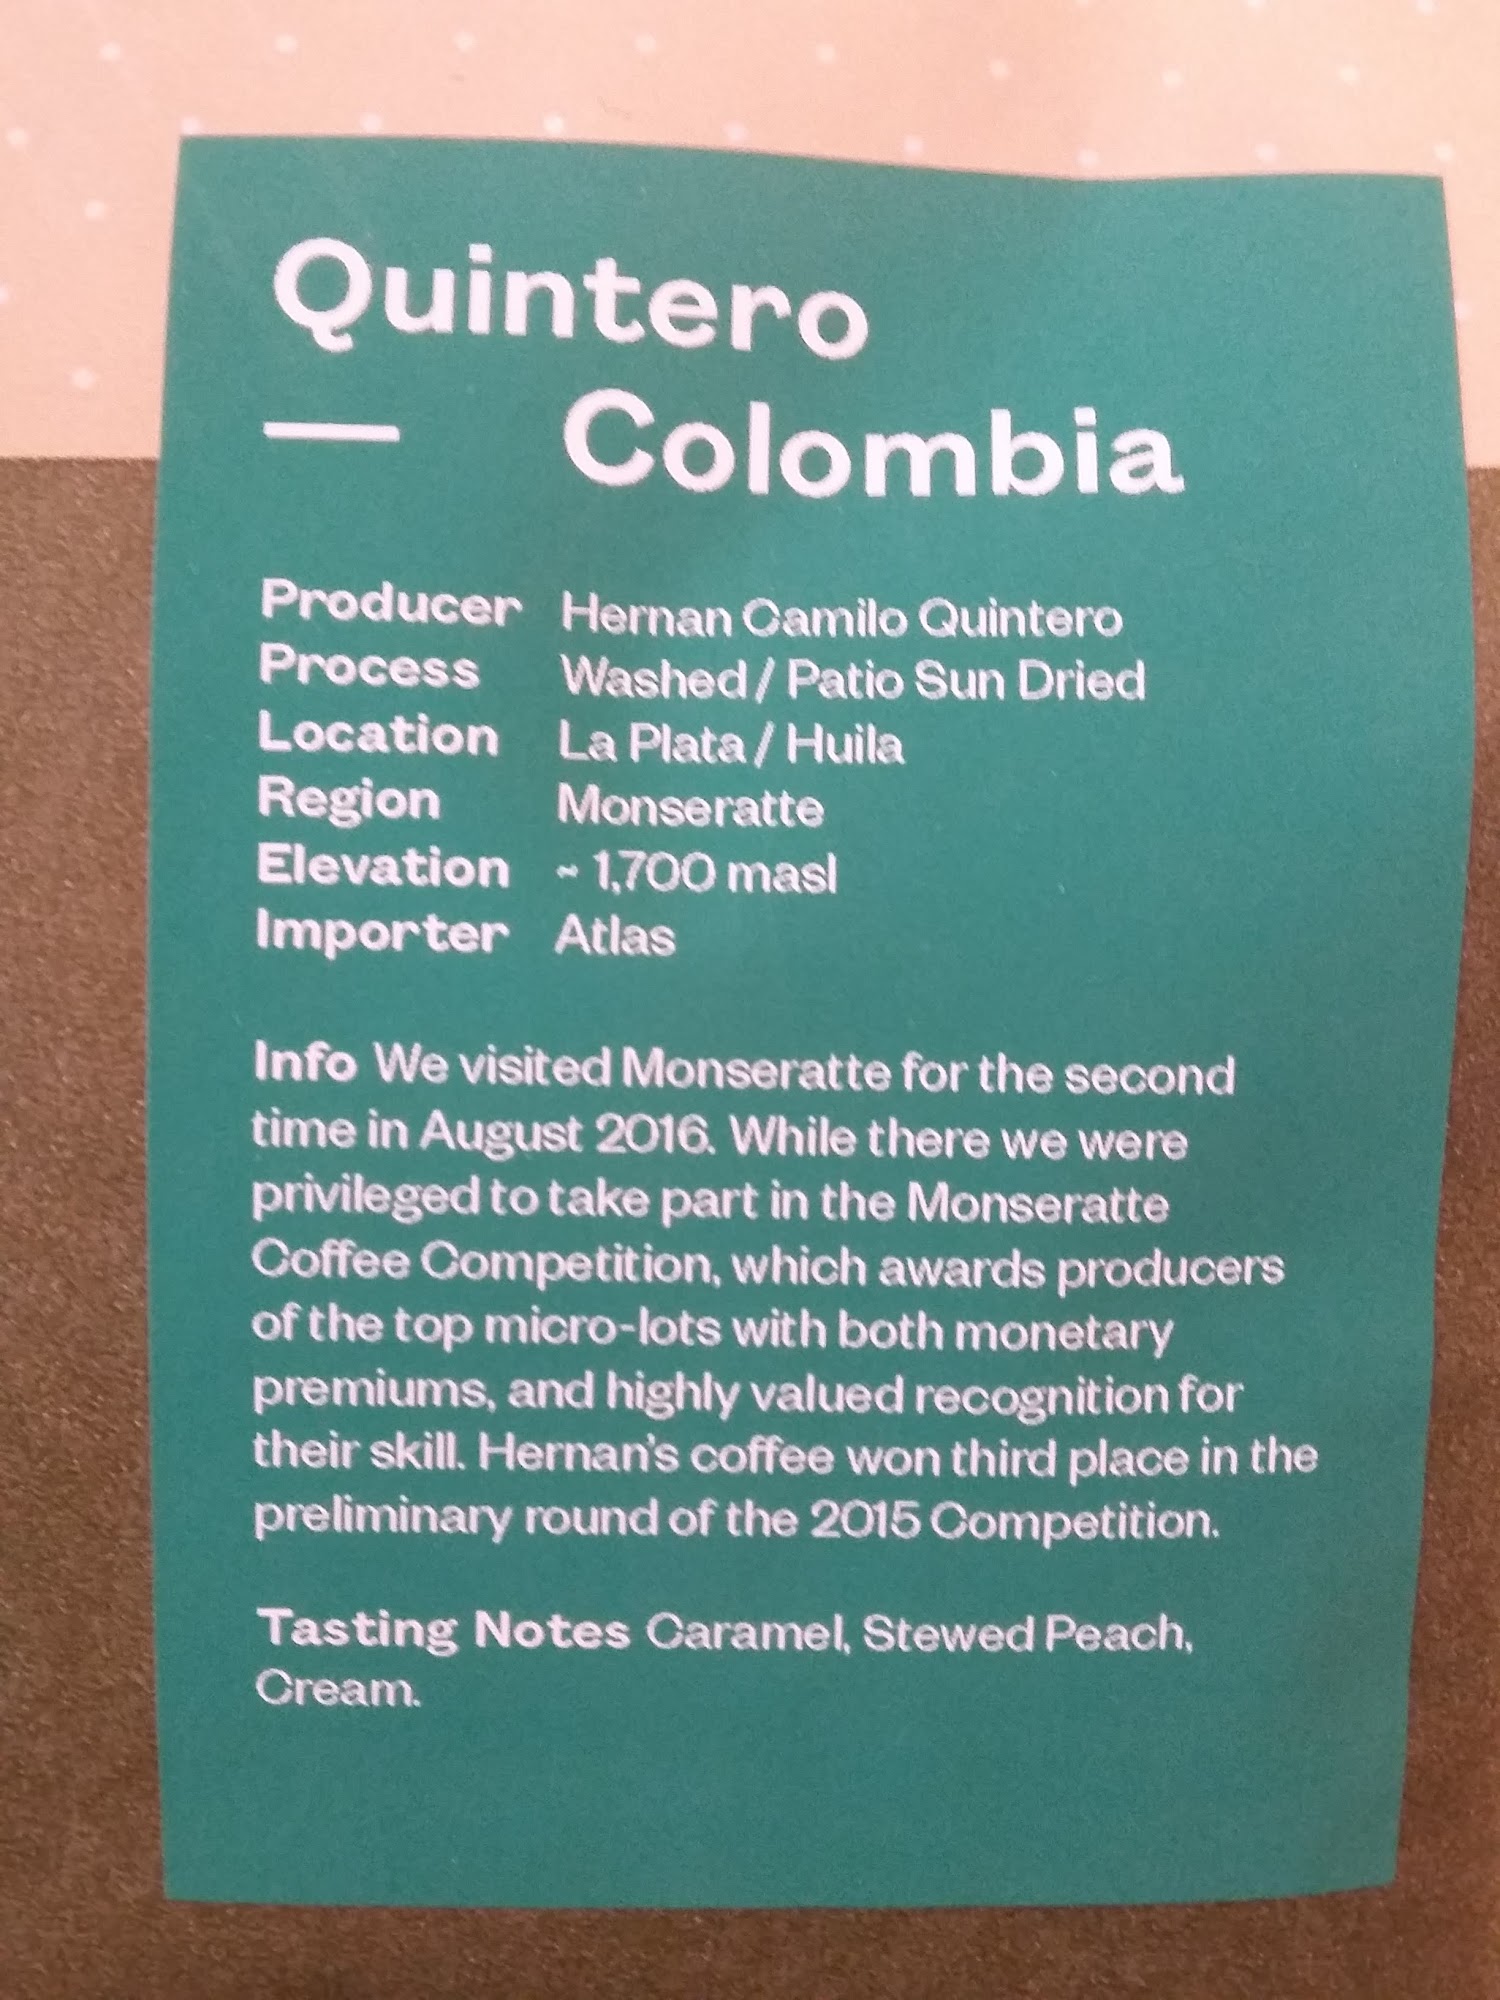 Quintero
— Colombia
Producer Hernan Camilo Quintero
Process Washed / Patio Sun Dried
Location La Plata / Huila
Region Monseratte
Elevation ~ 1,700 masl
Importer Atlas
Info We visited Monseratte for the second
time in August 2016. While there we were
privileged to take part in the Monseratte
Coffee Competition, which awards producers
of the top micro-lots with both monetary
premiums, and highly valued recognition for
their skill. Hernan's coffee won third place in the
preliminary round of the 2015 Competition.
Tasting Notes Caramel, Stewed Peach,
Cream.